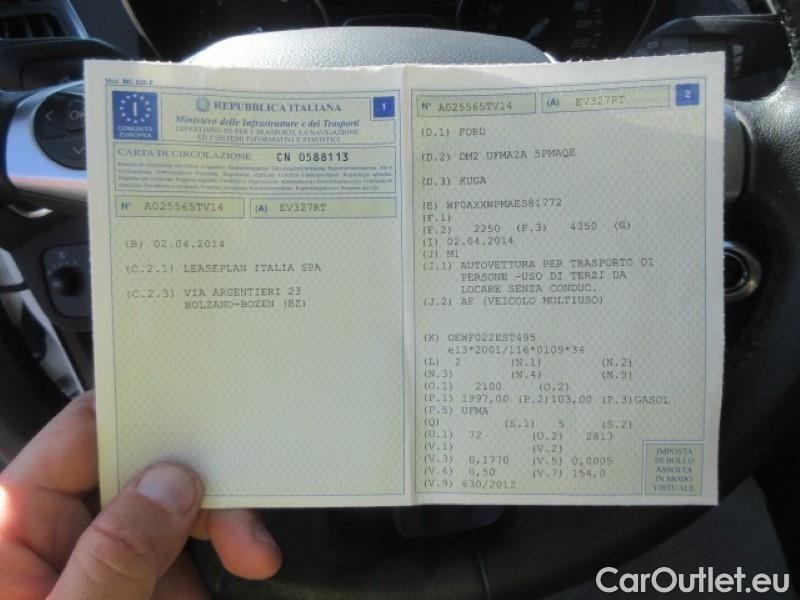 Mod. MC 820 F
COMUNITÀ
EUROPEA
REPUBBLICA ITALIANA
1
Ministero delle Infrastrutture e dei Trasporti
DIPARTIMENTO PER I TRASPORTI, LA NAVIGAZIONE
ED I SISTEMI INFORMATIVI E STATISTICI
CARTA DI CIRCOLAZIONE CN 0588113
N° A025565TV14 (A) EV327RT
(B) 02.04.2014
(C.2.1) LEASEPLAN ITALIA SPA
(C.2.3) VIA ARGENTIERI 23
BOLZANO-BOZEN (BZ)
2
N° A025565TV14 (A) EV327RT
(D.1) FORD
(D.2) DM2 UFMA2A 5PMAQE
(D.3) KUGA
(E) WF0AXXWPMAES81772
(F.1)
(F.2) 2250 (F.3) 4350 (G)
(I) 02.04.2014
(J) M1
(J.1) AUTOVETTURA PER TRASPORTO DI
PERSONE -USO DI TERZI DA
LOCARE SENZA CONDUC.
(J.2) AF (VEICOLO MULTIUSO)
(K) OEWF022EST495
e13*2001/116*0109*34
(L) 2 (N.1) (N.2)
(N.3) (N.4) (N.5)
(O.1) 2100 (O.2)
(P.1) 1997,00 (P.2) 103,00 (P.3) GASOL
(P.5) UFMA
(Q) (S.1) 5 (S.2)
(U.1) 72 (U.2) 2813
(V.1) (V.2)
(V.3) 0,1770 (V.5) 0,0005
(V.6) 0,50 (V.7) 154,0
(V.9) 630/2012
IMPOSTA
DI BOLLO
ASSOLTA
IN MODO
VIRTUALE
CarOutlet.eu